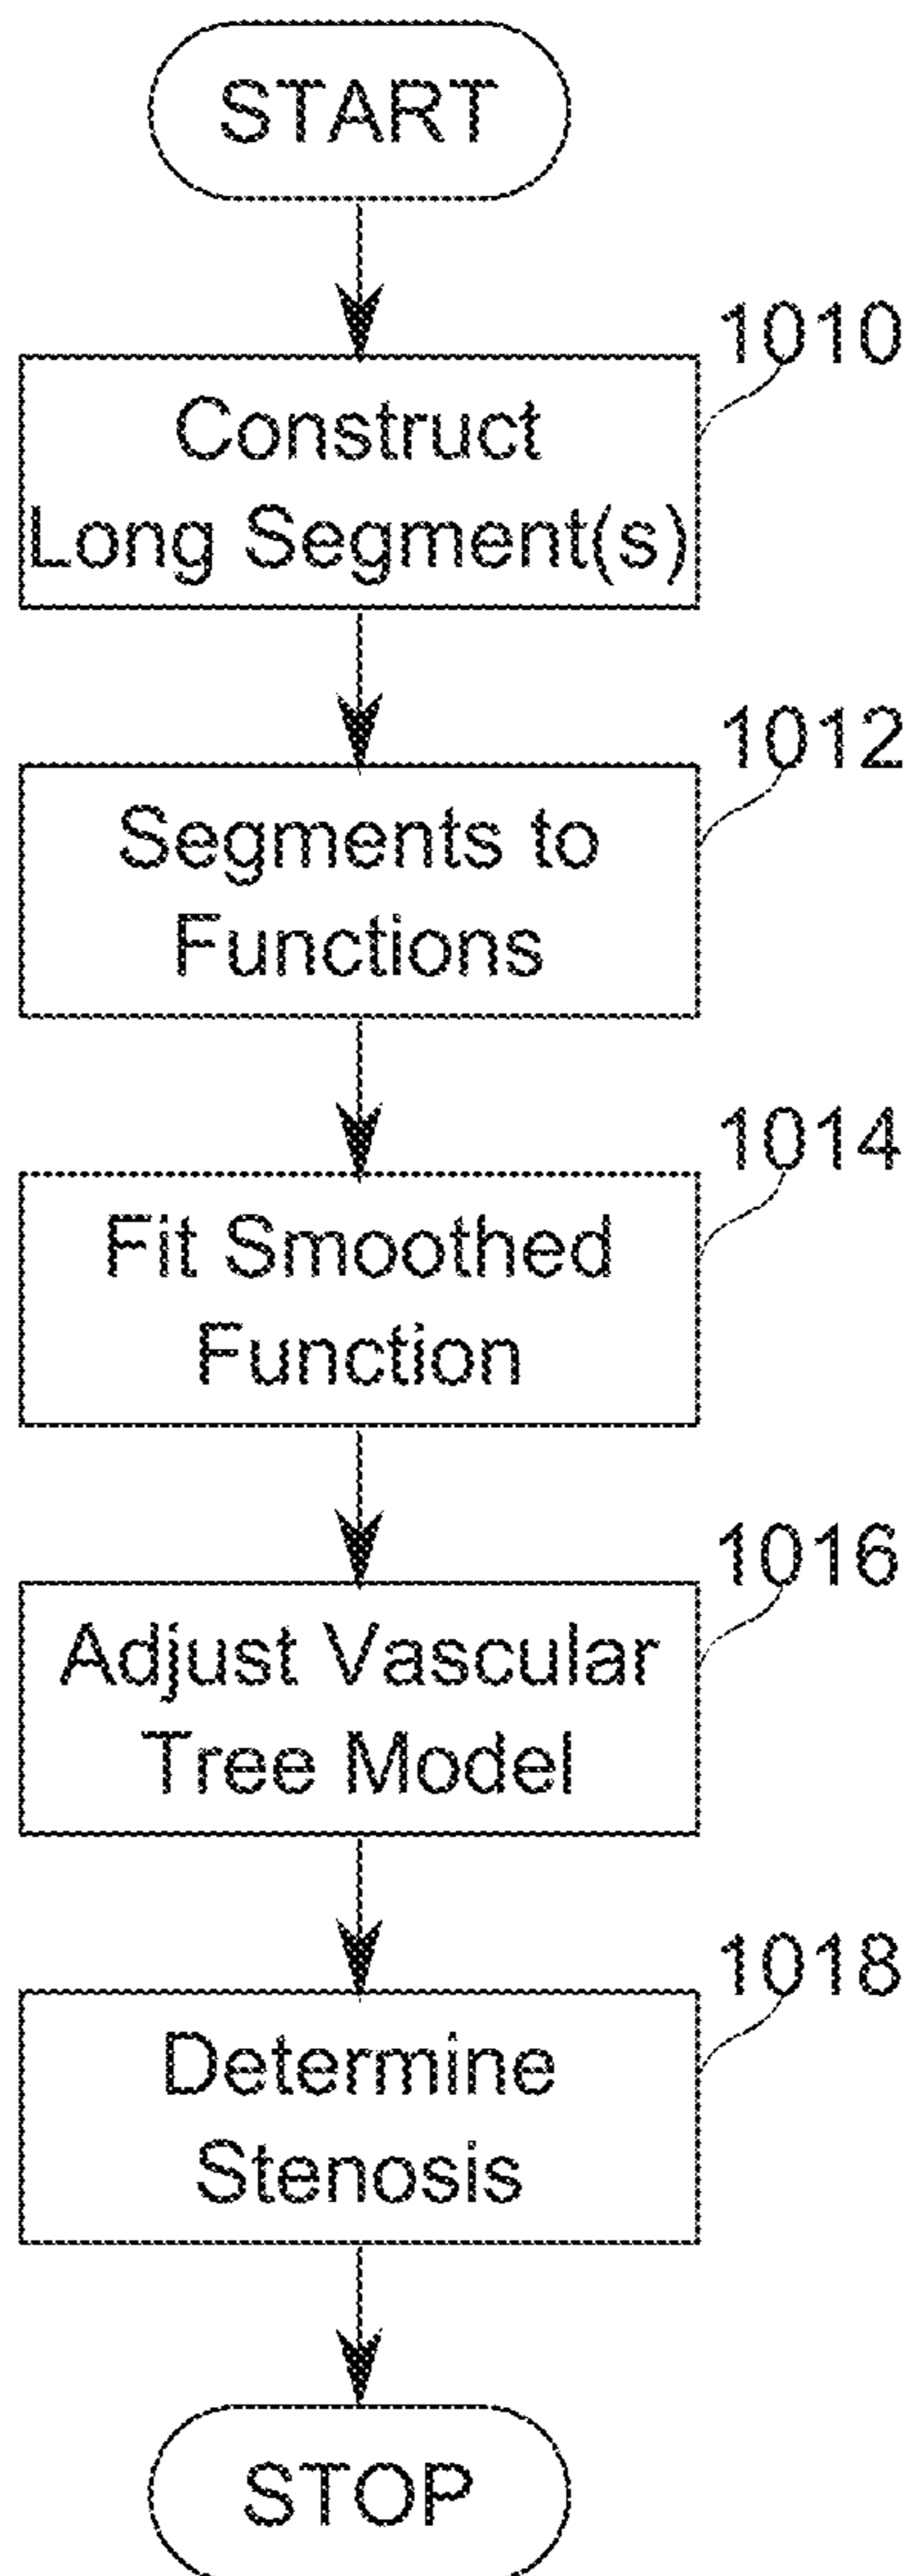 START
1010
Construct
Long Segment(s)
1012
Segments to
Functions
1014
Fit Smoothed
Function
1016
Adjust Vascular
Tree Model
1018
Determine
Stenosis
STOP